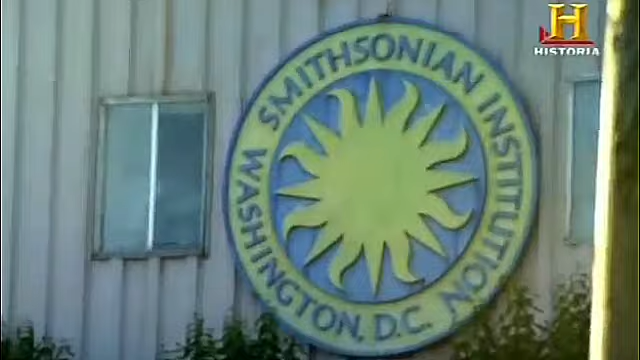 SMITHSONIAN INSTITUTION
WASHINGTON, D.C.
H
HISTORIA